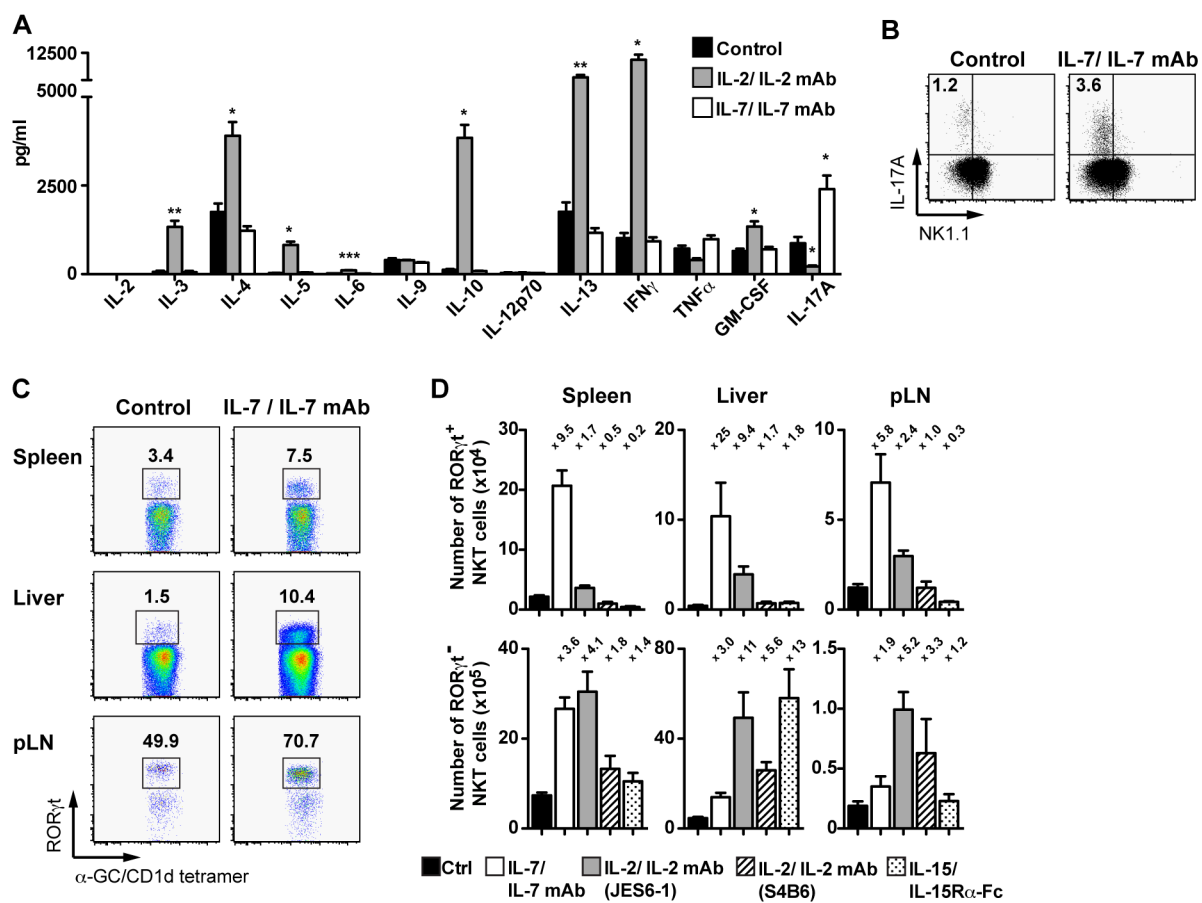 A
12500
5000
2500
0
pg/ml
Control
IL-2/ IL-2 mAb
IL-7/ IL-7 mAb
** * * *** * ** * * * *
IL-2 IL-3 IL-4 IL-5 IL-6 IL-9 IL-10 IL-12p70 IL-13 IFNγ TNFα GM-CSF IL-17A
B
Control IL-7/ IL-7 mAb
1.2 3.6
IL-17A
NK1.1
C
Control IL-7 / IL-7 mAb
Spleen 3.4 7.5
Liver 1.5 10.4
pLN 49.9 70.7
RORγt
α-GC/CD1d tetramer
D
Spleen Liver pLN
Number of RORγt+
NKT cells (x10⁴)
30
20
10
0
x 9.5 x 1.7 x 0.5 x 0.2
20
10
0
x 25 x 9.4 x 1.7 x 1.8
10
5
0
x 5.8 x 2.4 x 1.0 x 0.3
Number of RORγt-
NKT cells (x10⁵)
40
20
0
x 3.6 x 4.1 x 1.8 x 1.4
80
40
0
x 3.0 x 11 x 5.6 x 13
1.5
1.0
0.5
0
x 1.9 x 5.2 x 3.3 x 1.2
Ctrl IL-7/ IL-2/ IL-2 mAb IL-2/ IL-2 mAb IL-15/
IL-7 mAb (JES6-1) (S4B6) IL-15Rα-Fc